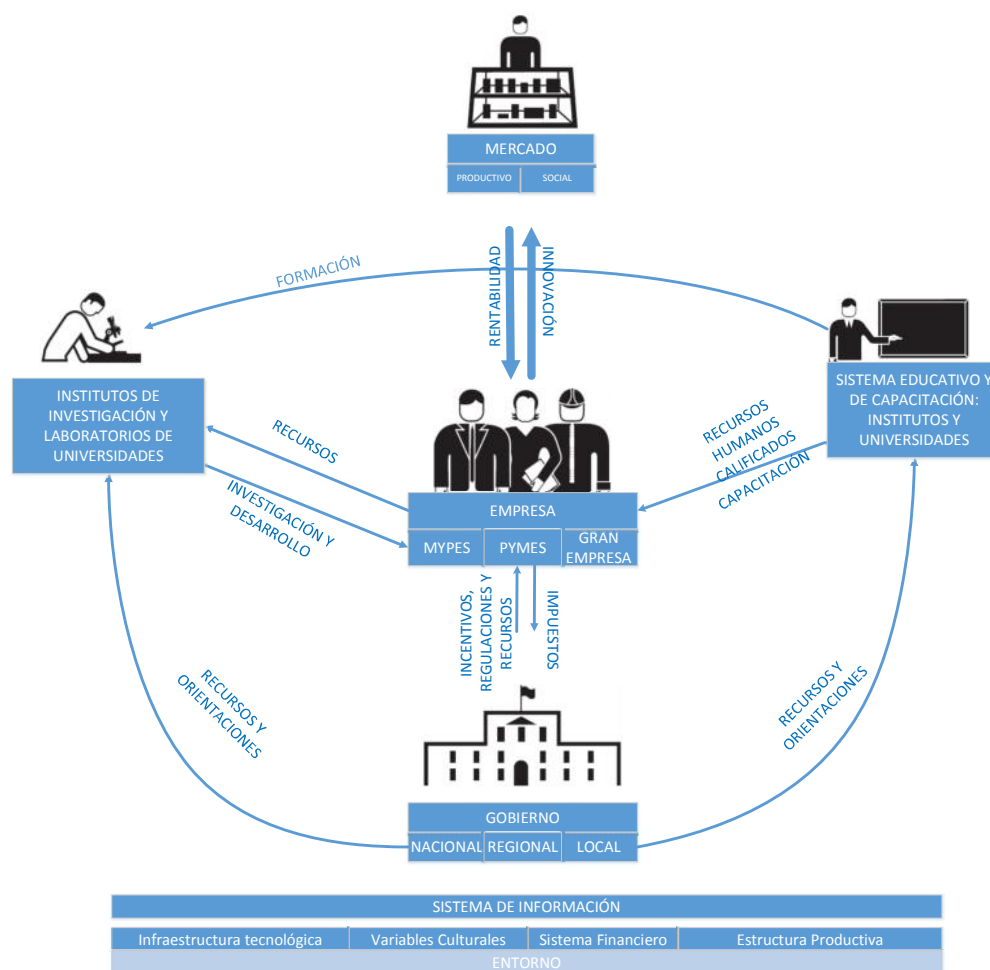 MERCADO
PRODUCTIVO SOCIAL
RENTABILIDAD
INNOVACIÓN
FORMACIÓN
INSTITUTOS DE
INVESTIGACIÓN Y
LABORATORIOS DE
UNIVERSIDADES
SISTEMA EDUCATIVO Y
DE CAPACITACIÓN:
INSTITUTOS Y
UNIVERSIDADES
RECURSOS
INVESTIGACIÓN Y
DESARROLLO
RECURSOS
HUMANOS
CALIFICADOS
CAPACITACIÓN
EMPRESA
MYPES PYMES GRAN
EMPRESA
INCENTIVOS,
REGULACIONES Y
RECURSOS
IMPUESTOS
RECURSOS Y
ORIENTACIONES
RECURSOS Y
ORIENTACIONES
GOBIERNO
NACIONAL REGIONAL LOCAL
SISTEMA DE INFORMACIÓN
Infraestructura tecnológica Variables Culturales Sistema Financiero Estructura Productiva
ENTORNO